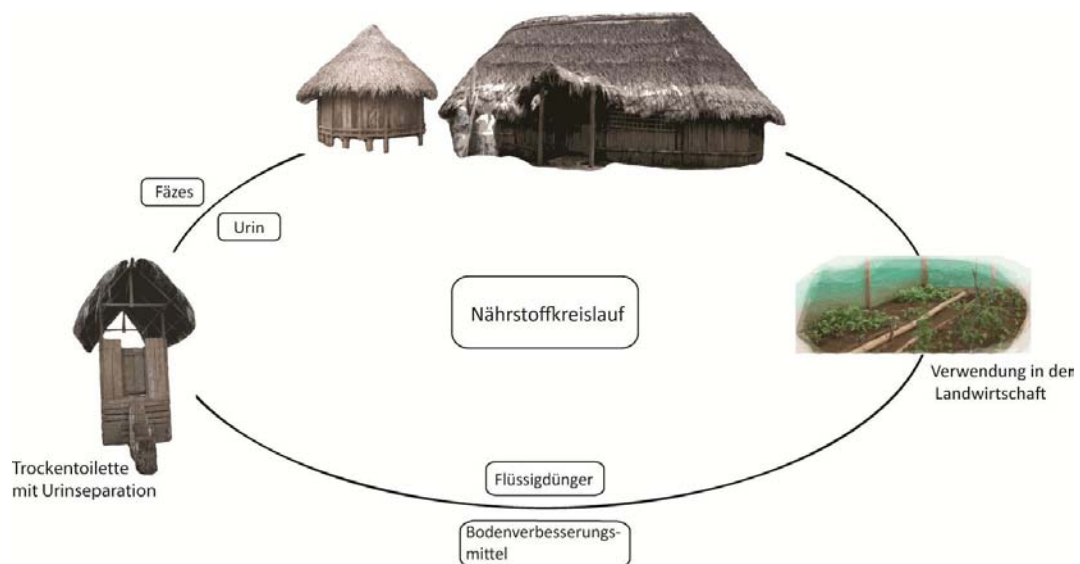 Fäzes
Urin
Nährstoffkreislauf
Verwendung in der
Landwirtschaft
Trockentoilette
mit Urinseparation
Flüssigdünger
Bodenverbesserungs-
mittel